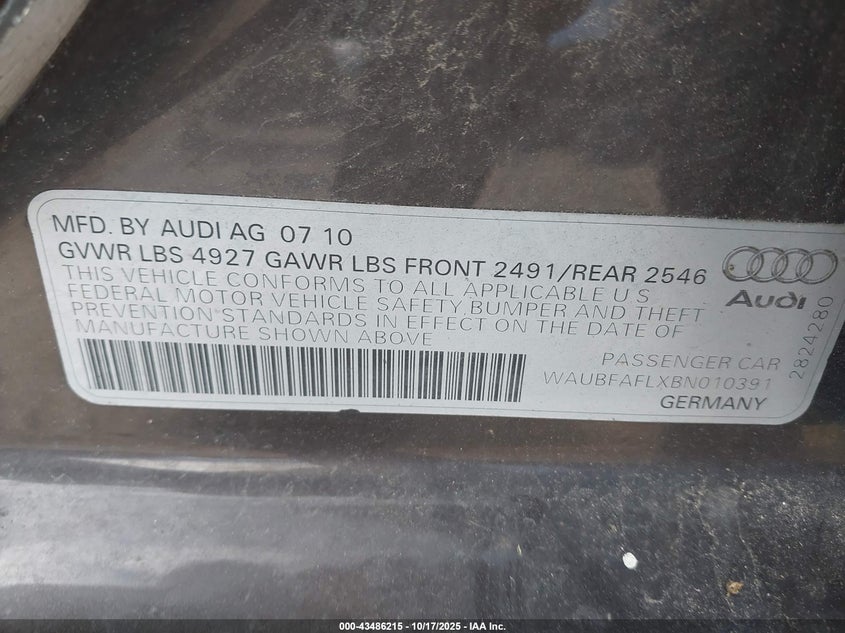 MFD. BY AUDI AG 07 10
GVWR LBS 4927 GAWR LBS FRONT 2491/REAR 2546
THIS VEHICLE CONFORMS TO ALL APPLICABLE U S
FEDERAL MOTOR VEHICLE SAFETY, BUMPER AND THEFT
PREVENTION STANDARDS IN EFFECT ON THE DATE OF
MANUFACTURE SHOWN ABOVE
Audi
PASSENGER CAR
WAUBFAFLXBN010391
GERMANY
2824280
000-43486215 - 10/17/2025 - IAA Inc.